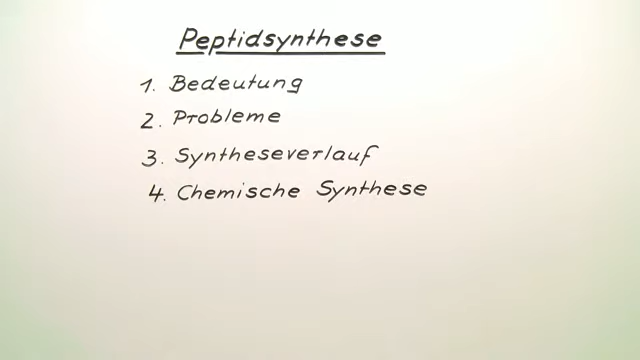 Peptidsynthese
1. Bedeutung
2. Probleme
3. Syntheseverlauf
4. Chemische Synthese